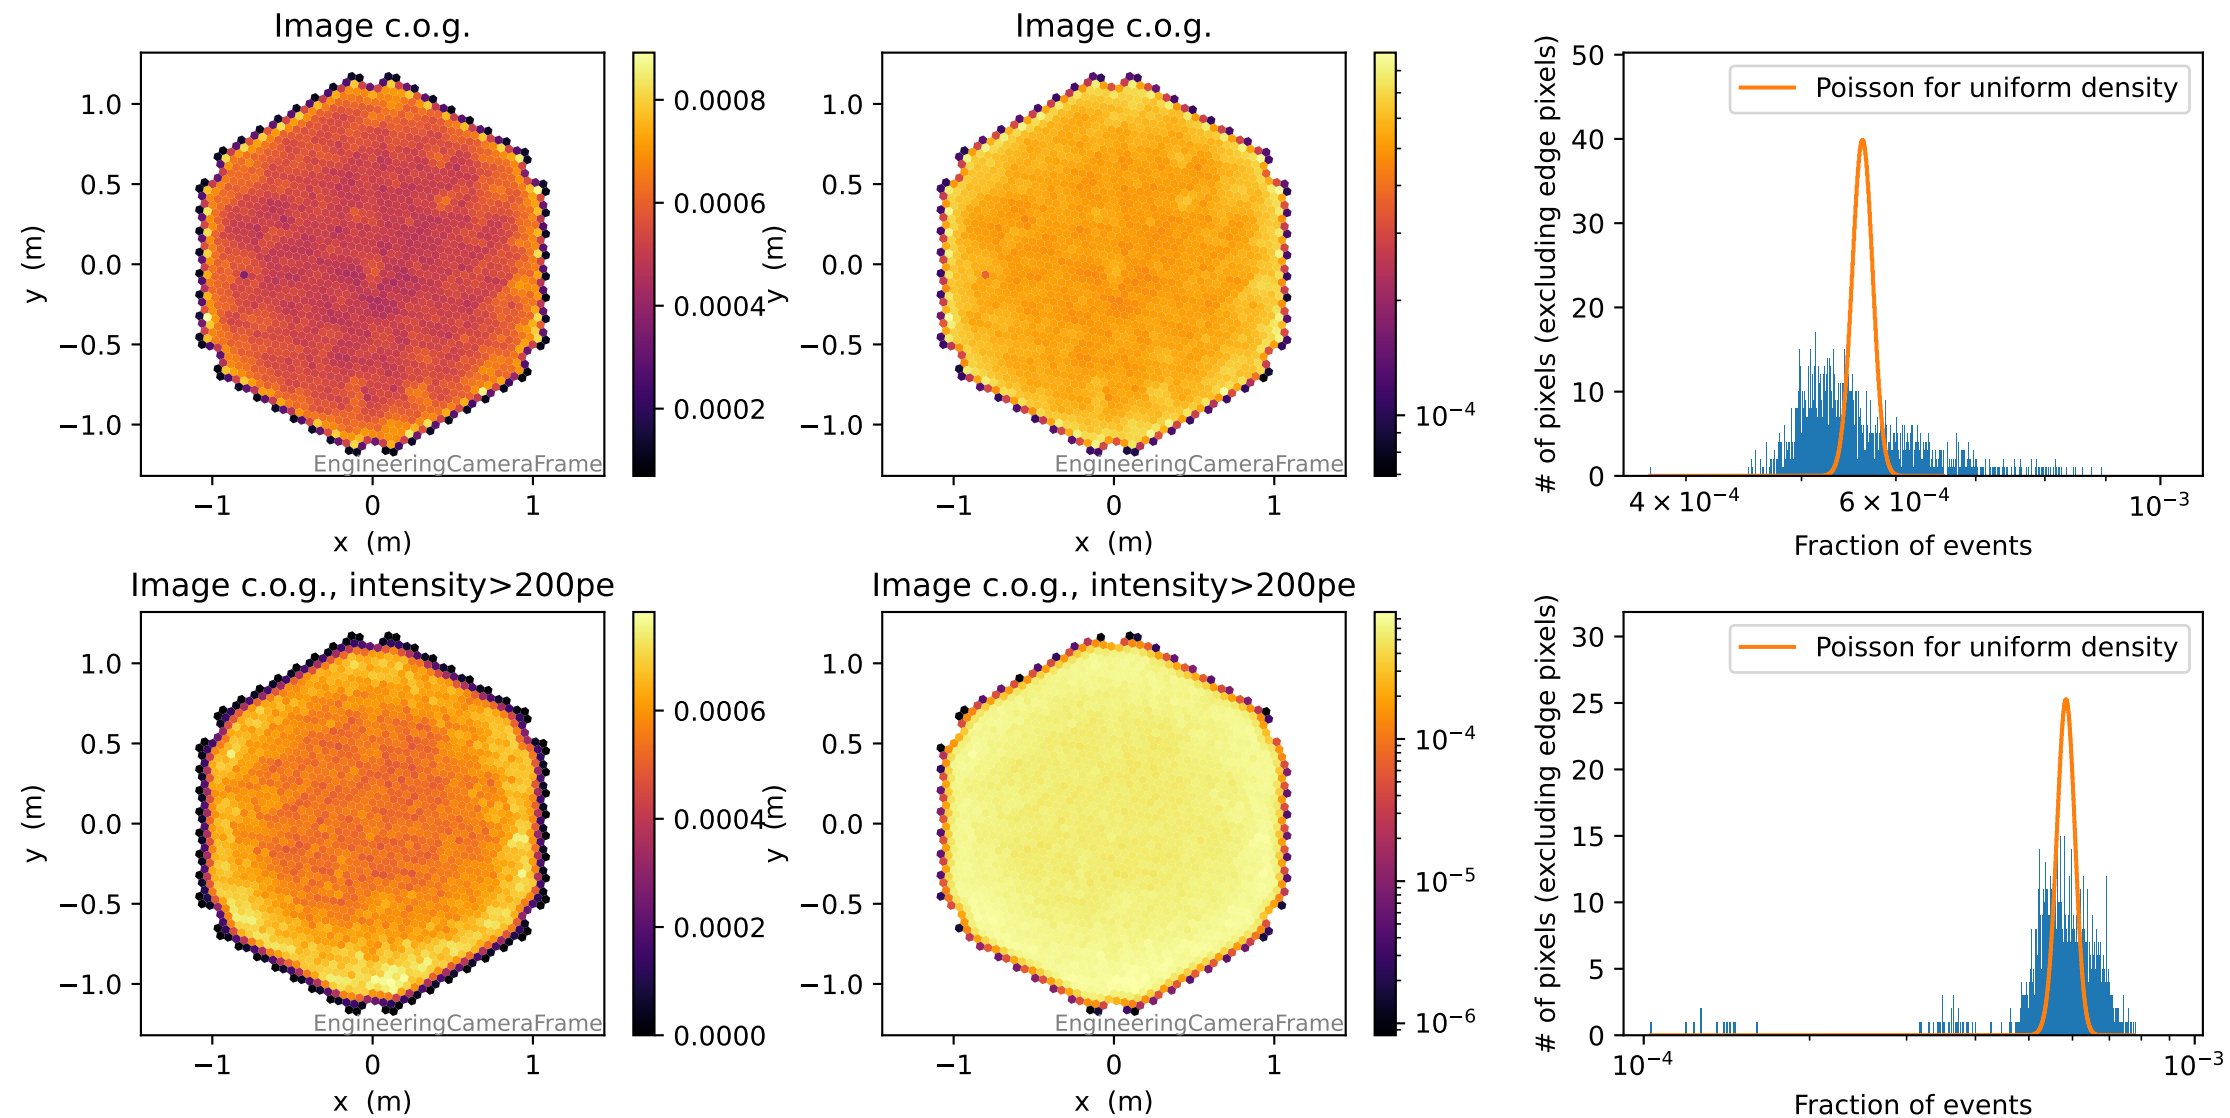 Image c.o.g.
1.0
0.5
0.0
−0.5
−1.0
y (m)
−1 0 1
x (m)
EngineeringCameraFrame
0.0008
0.0006
0.0004
0.0002
Image c.o.g.
1.0
0.5
0.0
−0.5
−1.0
y (m)
−1 0 1
x (m)
EngineeringCameraFrame
10⁻⁴
50
40
30
20
10
0
# of pixels (excluding edge pixels)
Poisson for uniform density
4 × 10⁻⁴ 6 × 10⁻⁴ 10⁻³
Fraction of events
Image c.o.g., intensity>200pe
1.0
0.5
0.0
−0.5
−1.0
y (m)
−1 0 1
x (m)
EngineeringCameraFrame
0.0006
0.0004
0.0002
0.0000
Image c.o.g., intensity>200pe
1.0
0.5
0.0
−0.5
−1.0
y (m)
−1 0 1
x (m)
EngineeringCameraFrame
10⁻⁴
10⁻⁵
10⁻⁶
30
25
20
15
10
5
0
# of pixels (excluding edge pixels)
Poisson for uniform density
10⁻⁴ 10⁻³
Fraction of events